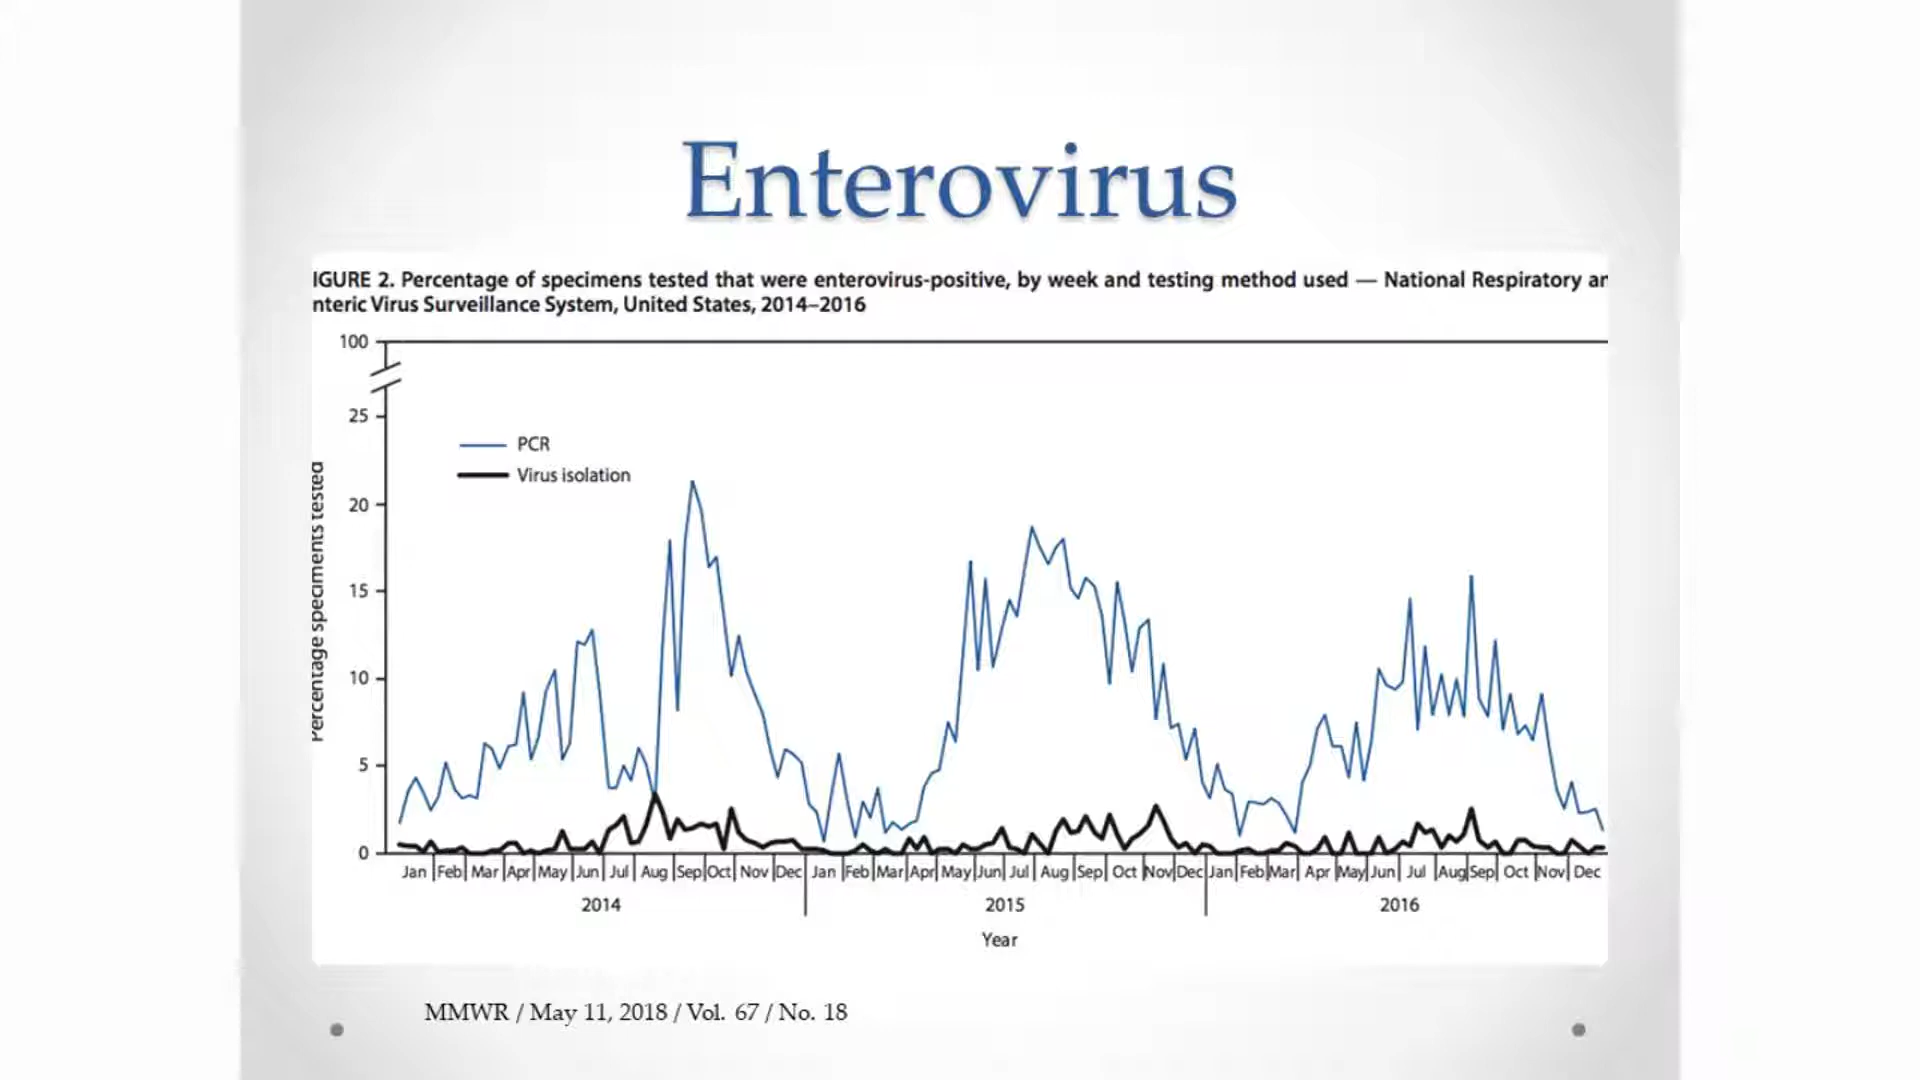 Enterovirus
IGURE 2. Percentage of specimens tested that were enterovirus-positive, by week and testing method used — National Respiratory an
nteric Virus Surveillance System, United States, 2014–2016
100
25
PCR
Virus isolation
20
15
10
5
0
Percentage specimens tested
Jan Feb Mar Apr May Jun Jul Aug Sep Oct Nov Dec Jan Feb Mar Apr May Jun Jul Aug Sep Oct Nov Dec Jan Feb Mar Apr May Jun Jul Aug Sep Oct Nov Dec
2014 2015 2016
Year
MMWR / May 11, 2018 / Vol. 67 / No. 18